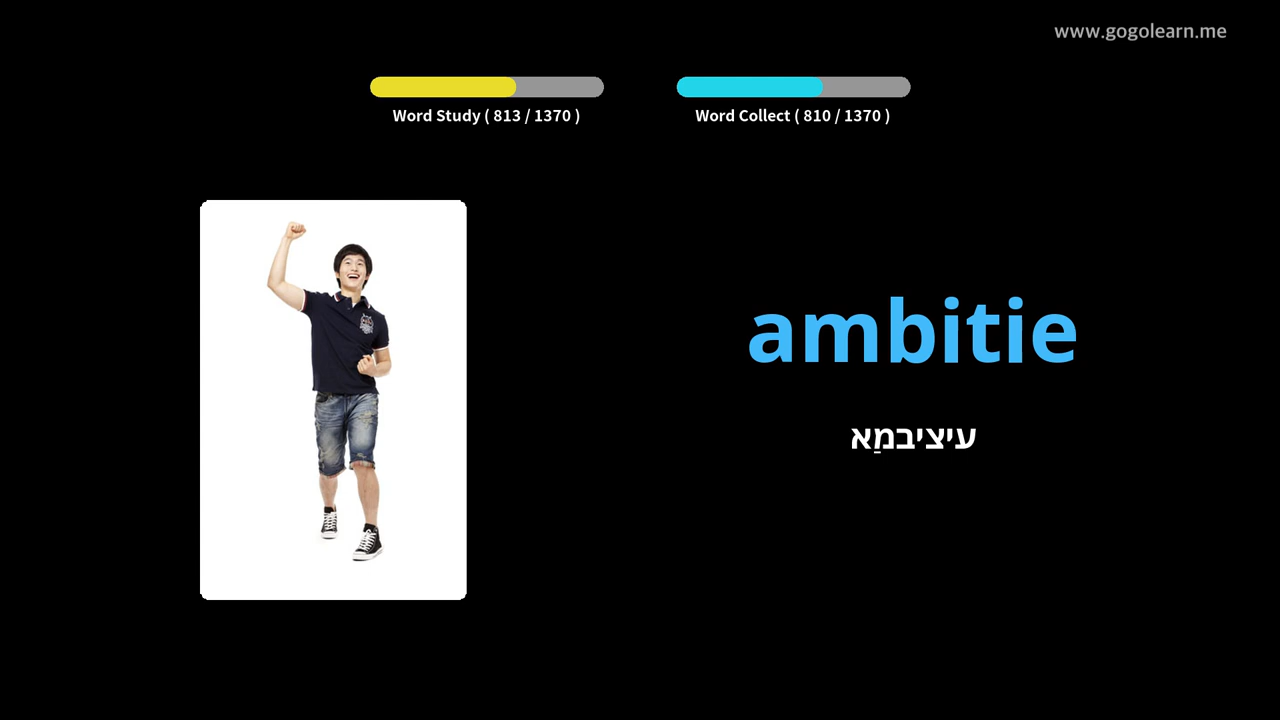 www.gogolearn.me
Word Study ( 813 / 1370 )
Word Collect ( 810 / 1370 )
ambitie
עיציבמַא